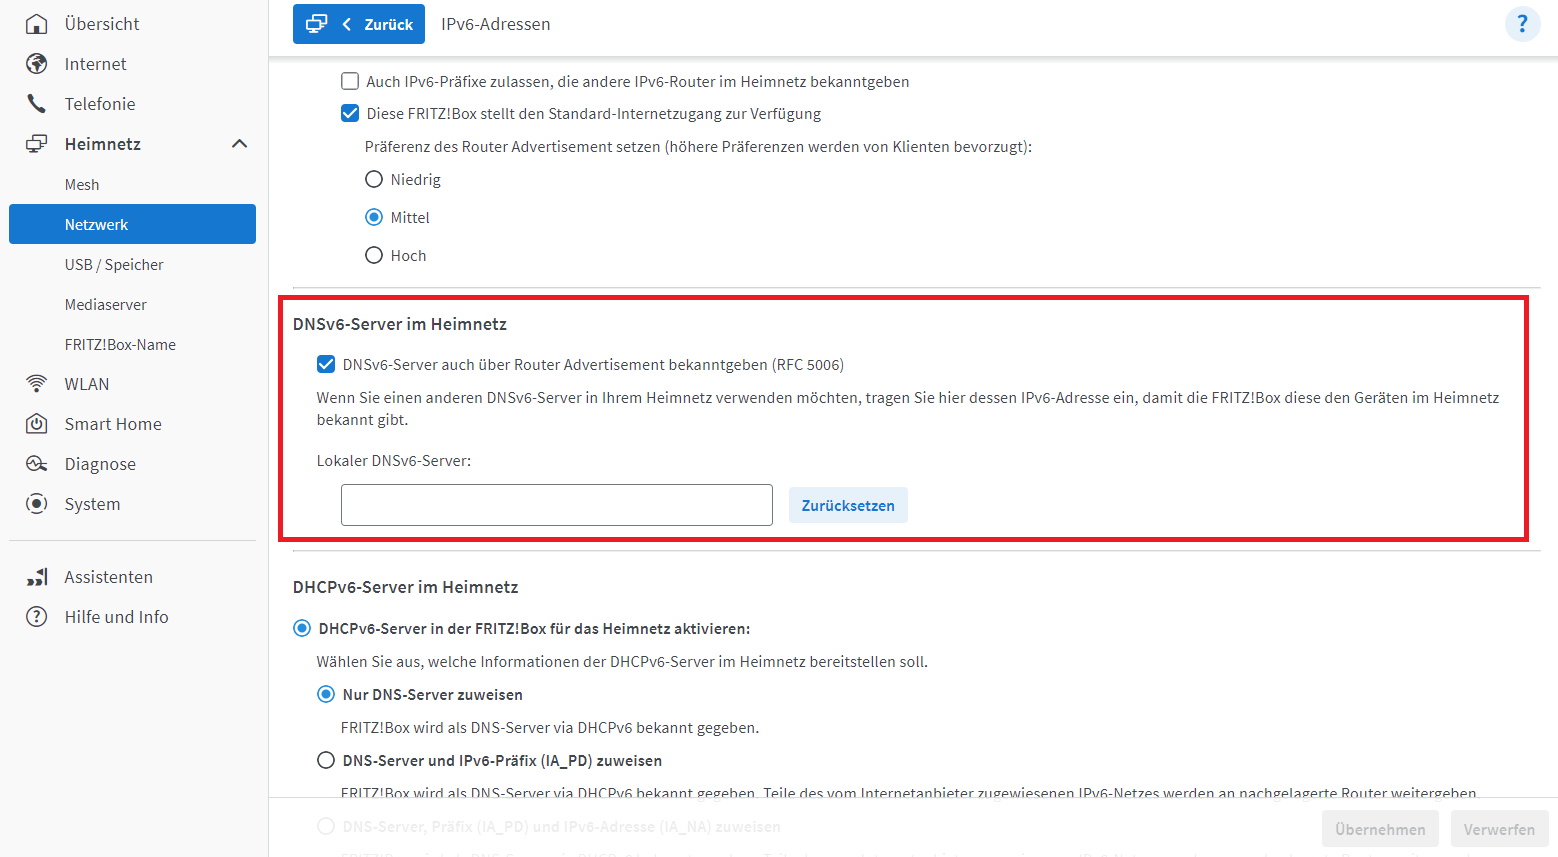 Übersicht
Internet
Telefonie
Heimnetz
Mesh
Netzwerk
USB / Speicher
Mediaserver
FRITZ!Box-Name
WLAN
Smart Home
Diagnose
System
Assistenten
Hilfe und Info
Zurück
IPv6-Adressen
?
Auch IPv6-Präfixe zulassen, die andere IPv6-Router im Heimnetz bekanntgeben
Diese FRITZ!Box stellt den Standard-Internetzugang zur Verfügung
Präferenz des Router Advertisement setzen (höhere Präferenzen werden von Klienten bevorzugt):
Niedrig
Mittel
Hoch
DNSv6-Server im Heimnetz
DNSv6-Server auch über Router Advertisement bekanntgeben (RFC 5006)
Wenn Sie einen anderen DNSv6-Server in Ihrem Heimnetz verwenden möchten, tragen Sie hier dessen IPv6-Adresse ein, damit die FRITZ!Box diese den Geräten im Heimnetz
bekannt gibt.
Lokaler DNSv6-Server:
Zurücksetzen
DHCPv6-Server im Heimnetz
DHCPv6-Server in der FRITZ!Box für das Heimnetz aktivieren:
Wählen Sie aus, welche Informationen der DHCPv6-Server im Heimnetz bereitstellen soll.
Nur DNS-Server zuweisen
FRITZ!Box wird als DNS-Server via DHCPv6 bekannt gegeben.
DNS-Server und IPv6-Präfix (IA_PD) zuweisen
FRITZ!Box wird als DNS-Server via DHCPv6 bekannt gegeben. Teile des vom Internetanbieter zugewiesenen IPv6-Netzes werden an nachgelagerte Router weitergeben.
DNS-Server, Präfix (IA_PD) und IPv6-Adresse (IA_NA) zuweisen
Übernehmen
Verwerfen